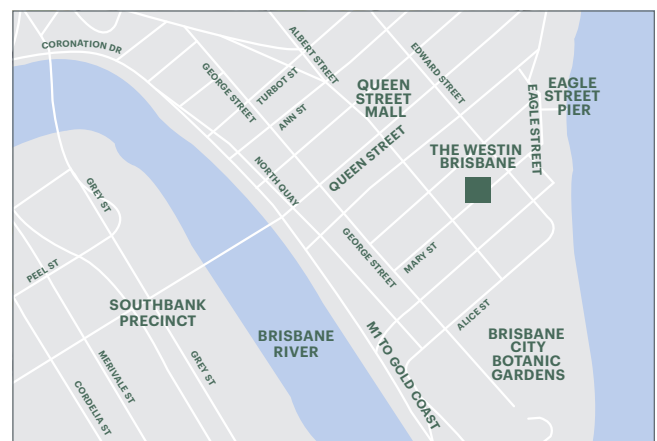 CORONATION DR
ALBERT STREET
EDWARD STREET
GEORGE STREET
TURBOT ST
ANN ST
QUEEN
STREET
MALL
EAGLE
STREET
PIER
EAGLE STREET
QUEEN STREET
THE WESTIN
BRISBANE
NORTH QUAY
GREY ST
GEORGE STREET
MARY ST
PEEL ST
SOUTHBANK
PRECINCT
BRISBANE
RIVER
M1 TO GOLD COAST
ALICE ST
BRISBANE
CITY
BOTANIC
GARDENS
MERIVALE ST
GREY ST
CORDELIA ST